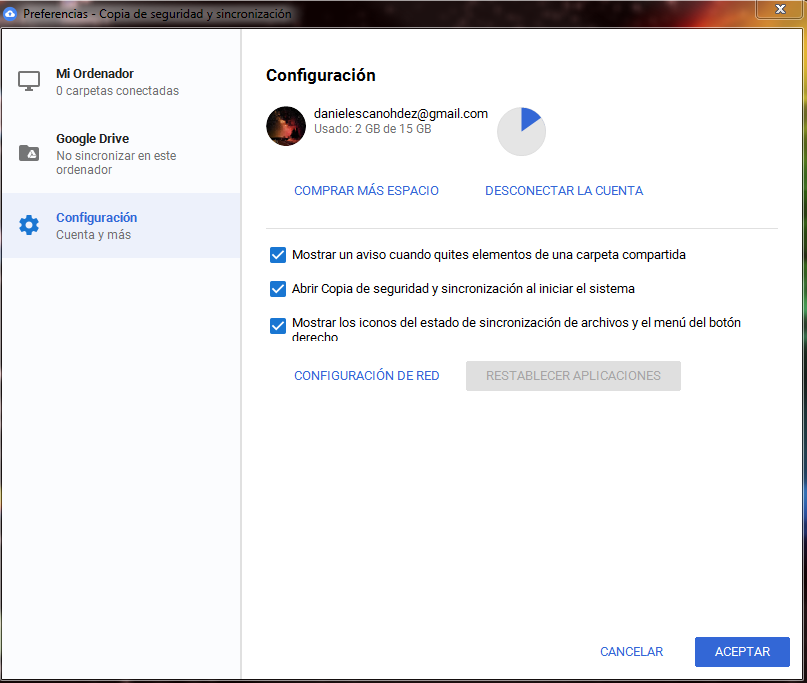 Preferencias - Copia de seguridad y sincronización
Mi Ordenador
0 carpetas conectadas
Google Drive
No sincronizar en este
ordenador
Configuración
Cuenta y más
Configuración
danielescanohdez@gmail.com
Usado: 2 GB de 15 GB
COMPRAR MÁS ESPACIO
DESCONECTAR LA CUENTA
Mostrar un aviso cuando quites elementos de una carpeta compartida
Abrir Copia de seguridad y sincronización al iniciar el sistema
Mostrar los iconos del estado de sincronización de archivos y el menú del botón
derecho
CONFIGURACIÓN DE RED
RESTABLECER APLICACIONES
CANCELAR
ACEPTAR